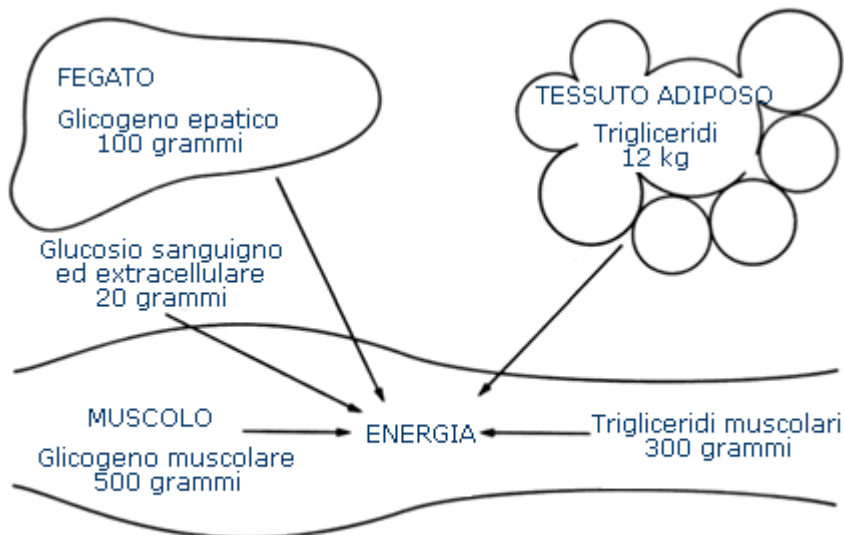 FEGATO
Glicogeno epatico
100 grammi
TESSUTO ADIPOSO
Trigliceridi
12 kg
Glucosio sanguigno
ed extracellulare
20 grammi
MUSCOLO
Glicogeno muscolare
500 grammi
ENERGIA
Trigliceridi muscolari
300 grammi